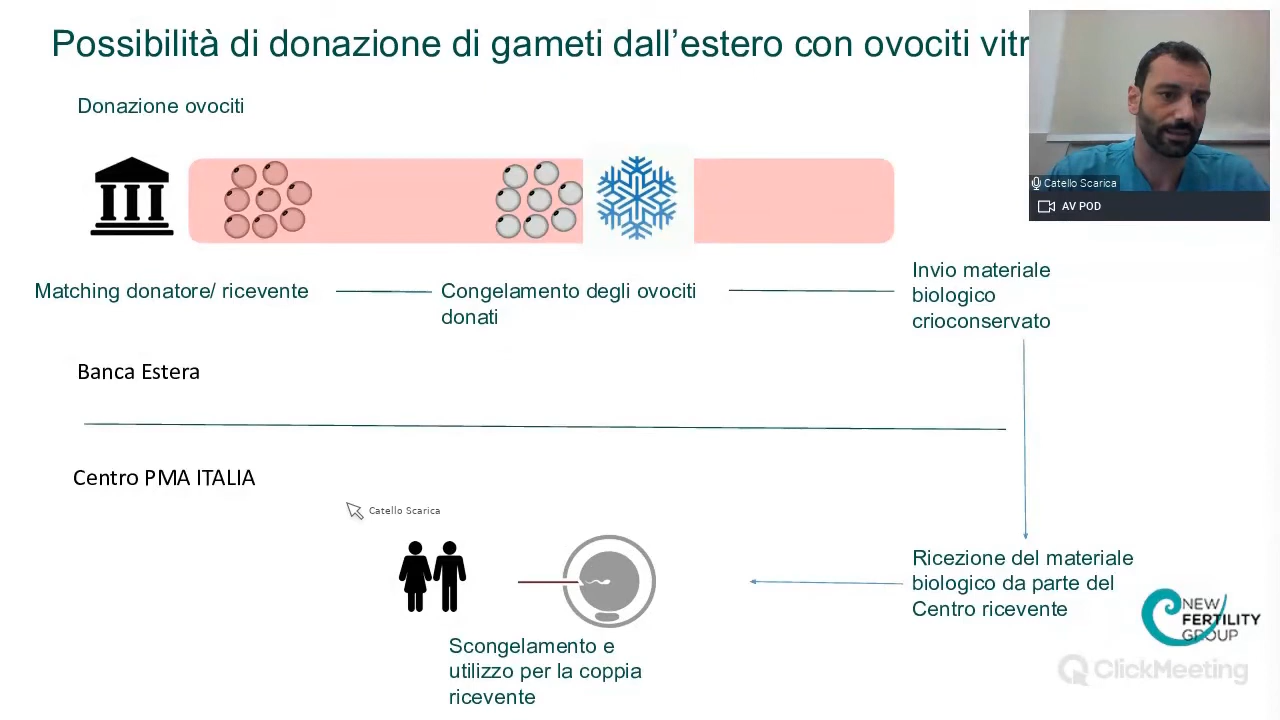 Possibilità di donazione di gameti dall'estero con ovociti vitr
Donazione ovociti
Catello Scarica
AV POD
Matching donatore/ ricevente
Congelamento degli ovociti
donati
Invio materiale
biologico
crioconservato
Banca Estera
Centro PMA ITALIA
Catello Scarica
Ricezione del materiale
biologico da parte del
Centro ricevente
Scongelamento e
utilizzo per la coppia
ricevente
NEW
FERTILITY
GROUP
ClickMeeting